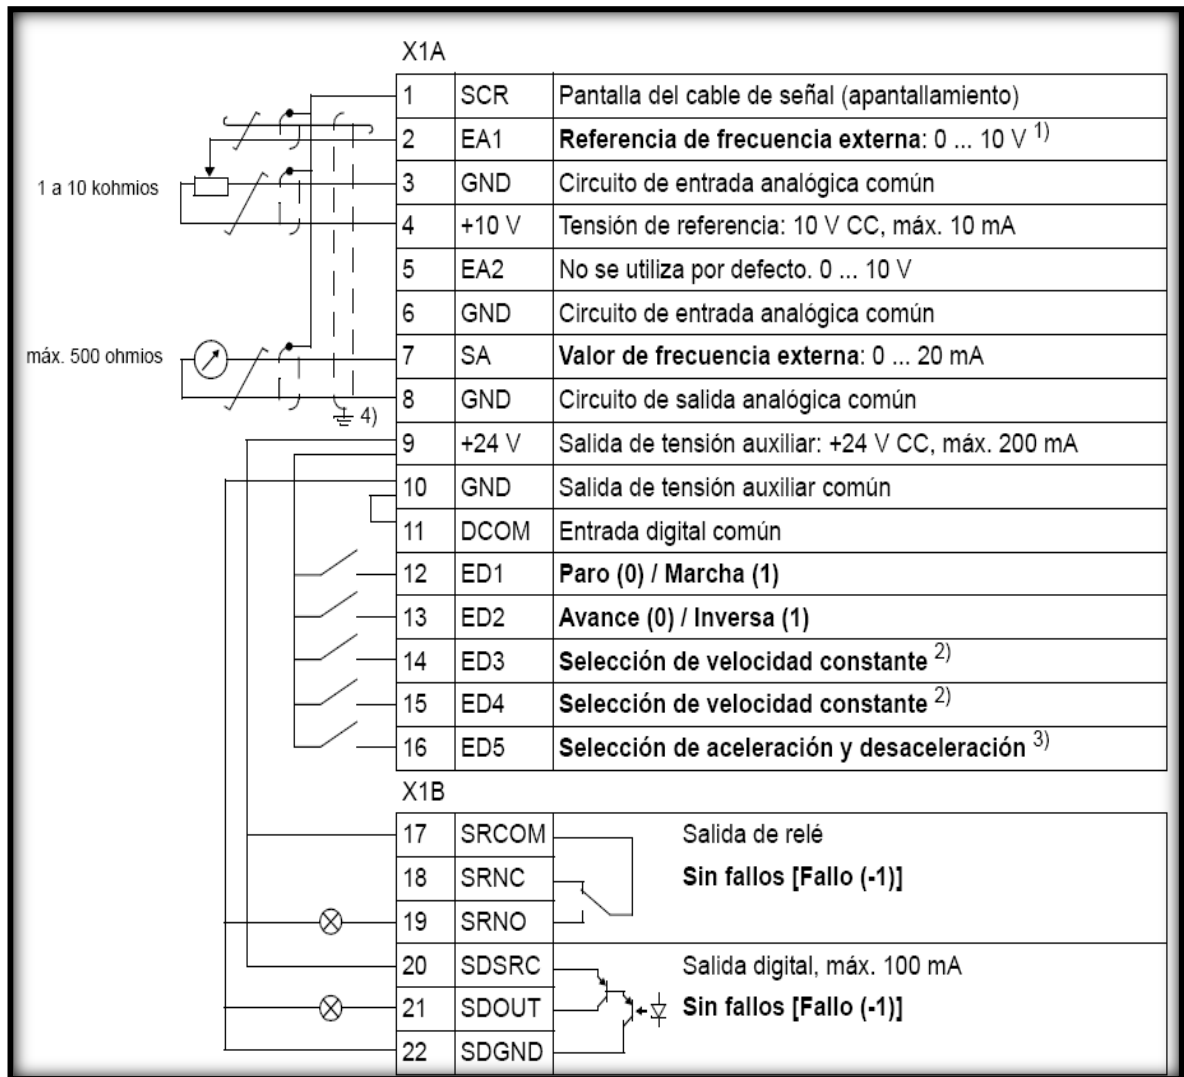 X1A
1 SCR Pantalla del cable de señal (apantallamiento)
2 EA1 Referencia de frecuencia externa: 0 ... 10 V 1)
1 a 10 kohmios
3 GND Circuito de entrada analógica común
4 +10 V Tensión de referencia: 10 V CC, máx. 10 mA
5 EA2 No se utiliza por defecto. 0 ... 10 V
6 GND Circuito de entrada analógica común
máx. 500 ohmios
7 SA Valor de frecuencia externa: 0 ... 20 mA
8 GND Circuito de salida analógica común
4)
9 +24 V Salida de tensión auxiliar: +24 V CC, máx. 200 mA
10 GND Salida de tensión auxiliar común
11 DCOM Entrada digital común
12 ED1 Paro (0) / Marcha (1)
13 ED2 Avance (0) / Inversa (1)
14 ED3 Selección de velocidad constante 2)
15 ED4 Selección de velocidad constante 2)
16 ED5 Selección de aceleración y desaceleración 3)
X1B
17 SRCOM Salida de relé
18 SRNC Sin fallos [Fallo (-1)]
19 SRNO
20 SDSRC Salida digital, máx. 100 mA
21 SDOUT Sin fallos [Fallo (-1)]
22 SDGND